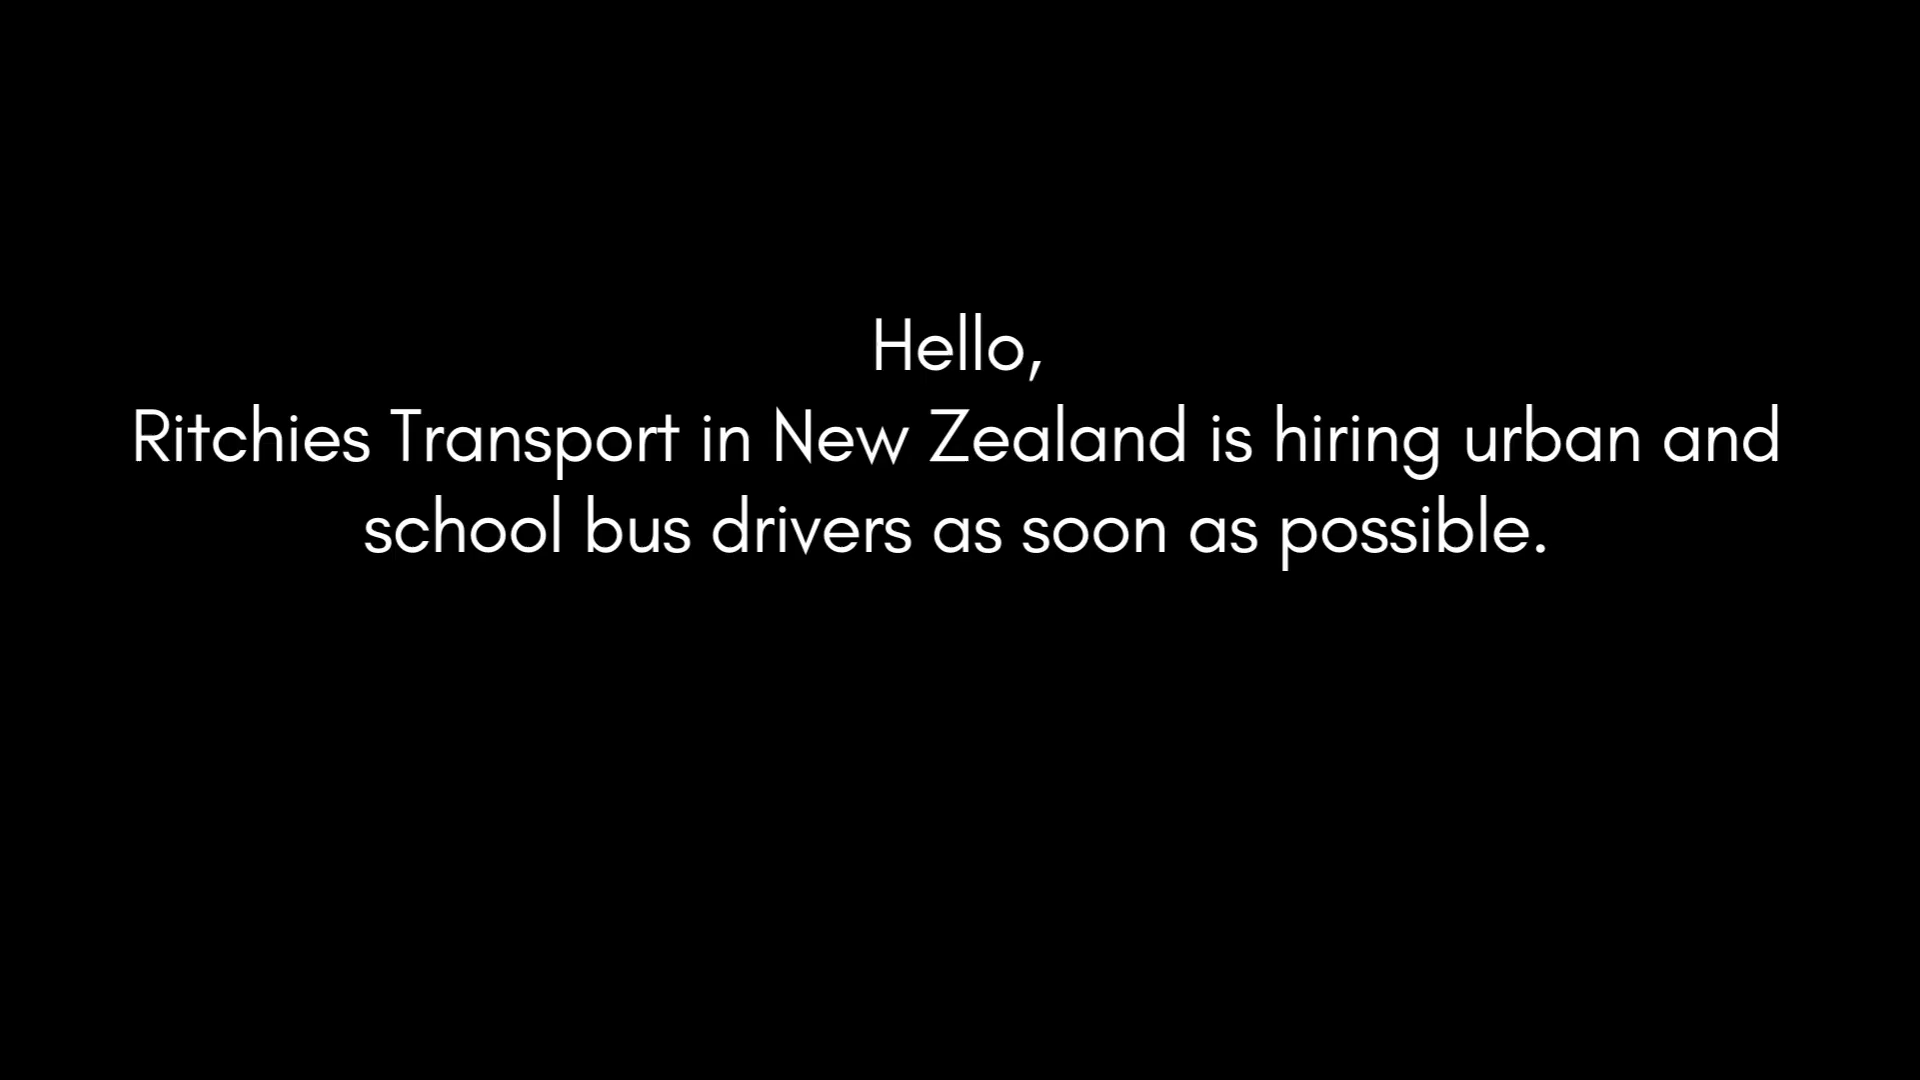 Hello,
Ritchies Transport in New Zealand is hiring urban and
school bus drivers as soon as possible.